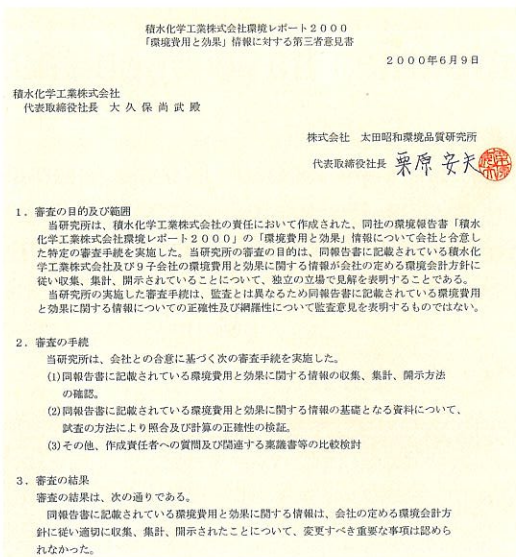 積水化学工業株式会社環境レポート2000
「環境費用と効果」情報に対する第三者意見書
2000年6月9日
積水化学工業株式会社
代表取締役社長 大久保尚武殿
株式会社 太田昭和環境品質研究所
代表取締役社長 栗原安夫
1.審査の目的及び範囲
当研究所は、積水化学工業株式会社の責任において作成された、同社の環境報告書「積水
化学工業株式会社環境レポート2000」の「環境費用と効果」情報について会社と合意し
た特定の審査手続を実施した。当研究所の審査の目的は、同報告書に記載されている積水化
学工業株式会社及び9子会社の環境費用と効果に関する情報が会社の定める環境会計方針に
従い収集、集計、開示されていることについて、独立の立場で見解を表明することである。
当研究所の実施した審査手続は、監査とは異なるため同報告書に記載されている環境費用
と効果に関する情報についての正確性及び網羅性について監査意見を表明するものではない。
2.審査の手続
当研究所は、会社との合意に基づく次の審査手続を実施した。
(1)同報告書に記載されている環境費用と効果に関する情報の収集、集計、開示方法
の確認。
(2)同報告書に記載されている環境費用と効果に関する情報の基礎となる資料について、
試査の方法により照合及び計算の正確性の検証。
(3)その他、作成責任者への質問及び関連する稟議書等の比較検討
3.審査の結果
審査の結果は、次の通りである。
同報告書に記載されている環境費用と効果に関する情報は、会社の定める環境会計方
針に従い適切に収集、集計、開示されたことについて、変更すべき重要な事項は認めら
れなかった。